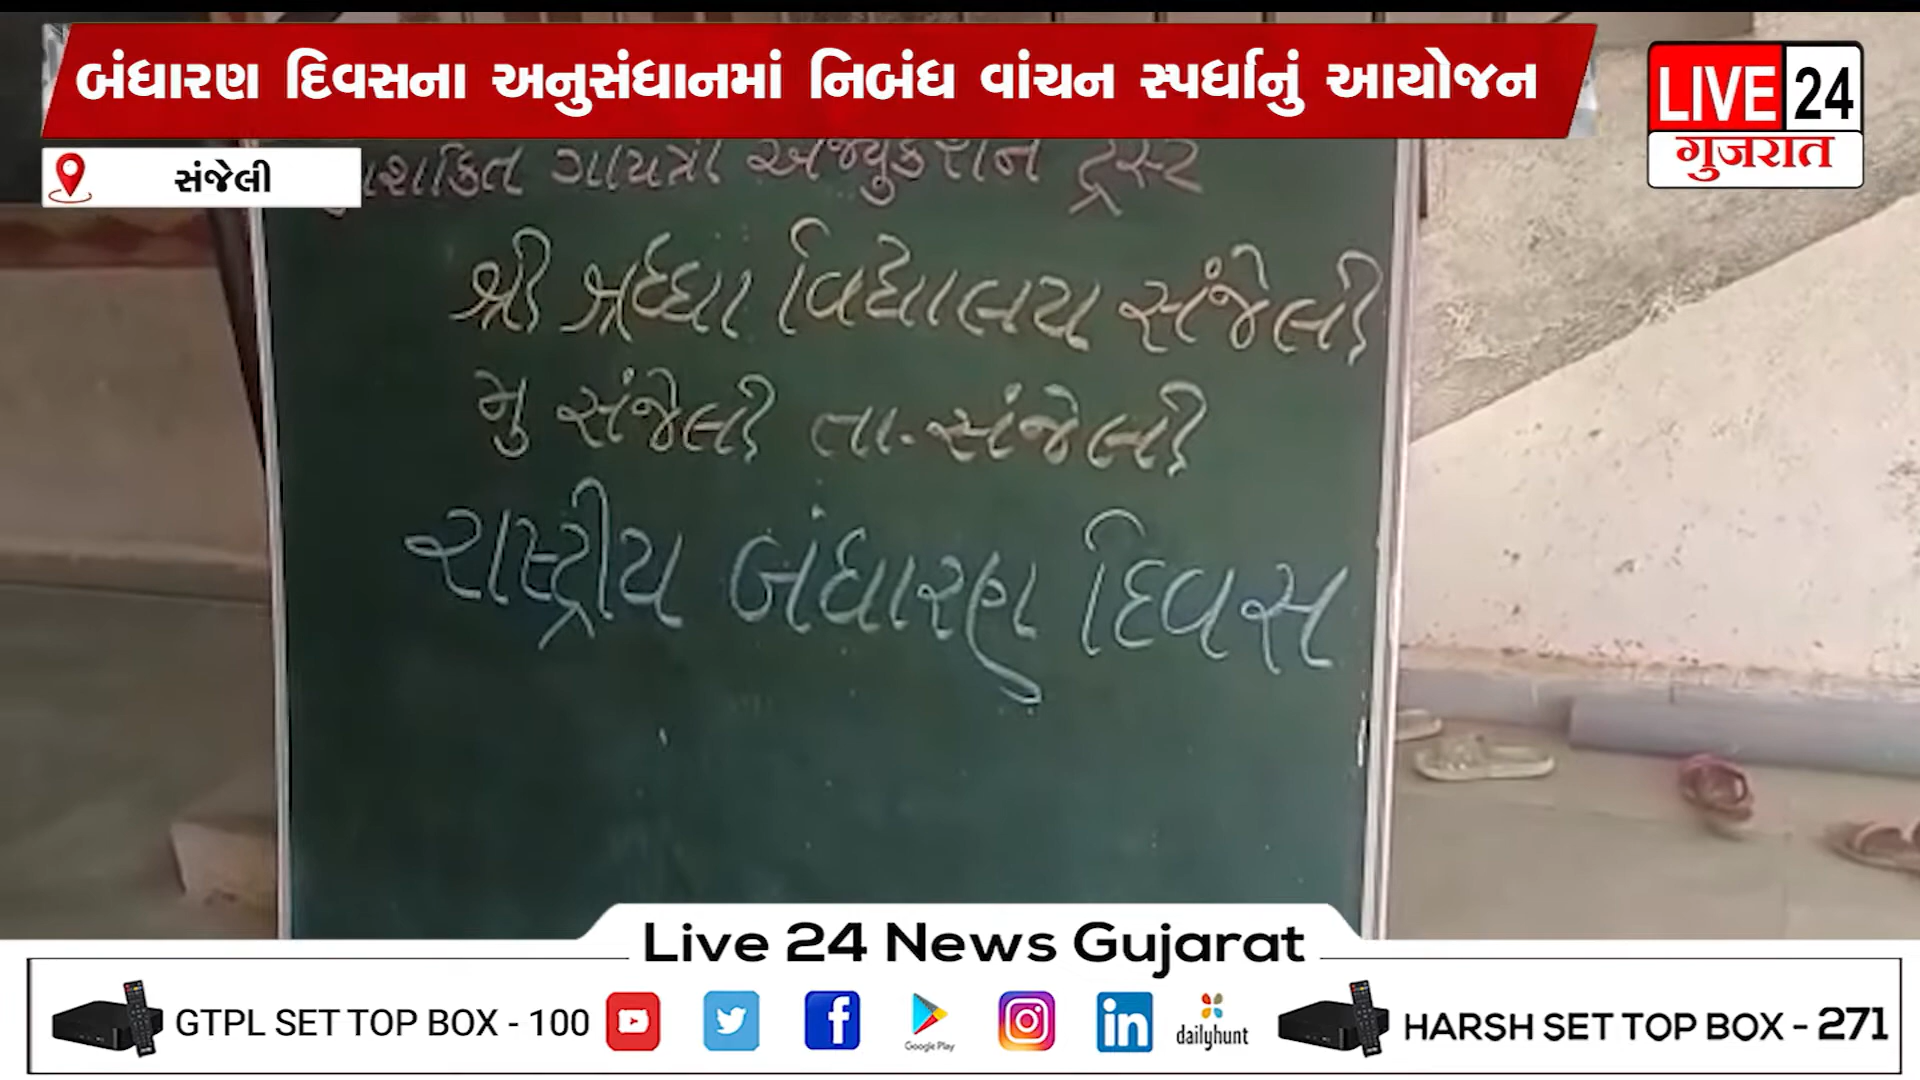 બંધારણ દિવસના અનુસંધાનમાં નિબંધ વાંચન સ્પર્ધાનું આયોજન
LIVE 24
ગુજરાત
સંજેલી
ગાયત્રી એજ્યુકેશન ટ્રસ્ટ
શ્રી શ્રધ્ધા વિદ્યાલય સંજેલી
મુ સંજેલી તા.સંજેલી
રાષ્ટ્રીય બંધારણ દિવસ
Live 24 News Gujarat
GTPL SET TOP BOX - 100
Google Play
dailyhunt
HARSH SET TOP BOX - 271